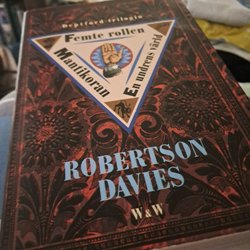 Deptford-trilogin
Femte rollen
Mantikoran
En undrens värld
ROBERTSON
DAVIES
W&W